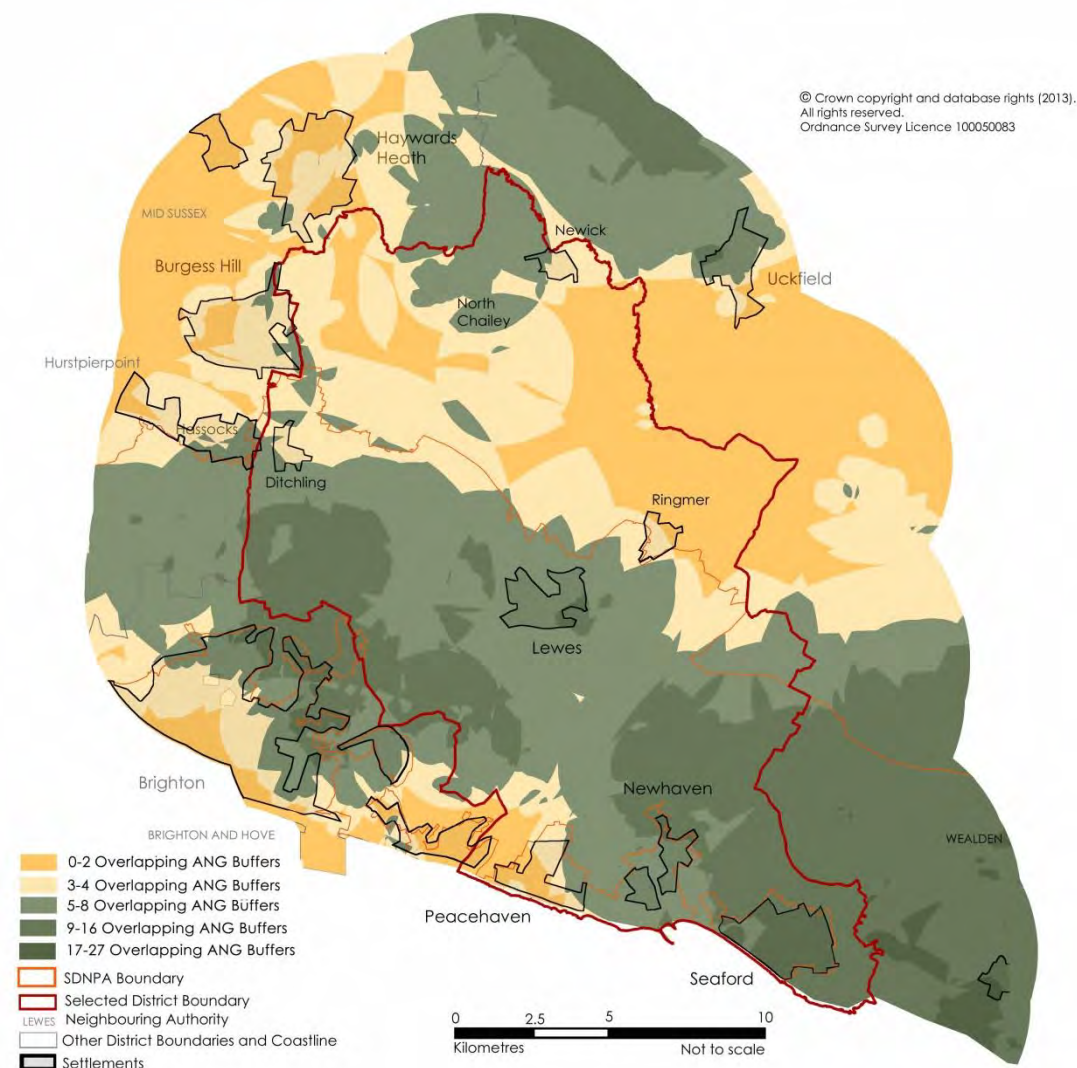 © Crown copyright and database rights (2013).
All rights reserved.
Ordnance Survey Licence 100050083
Haywards
Heath
MID SUSSEX
Newick
Burgess Hill
Uckfield
North
Chailey
Hurstpierpoint
Hassocks
Ditchling
Ringmer
Lewes
Brighton
Newhaven
BRIGHTON AND HOVE
WEALDEN
0-2 Overlapping ANG Buffers
3-4 Overlapping ANG Buffers
5-8 Overlapping ANG Buffers
9-16 Overlapping ANG Buffers
17-27 Overlapping ANG Buffers
Peacehaven
Seaford
SDNPA Boundary
Selected District Boundary
LEWES Neighbouring Authority
Other District Boundaries and Coastline
Settlements
0 2.5 5 10
Kilometres Not to scale